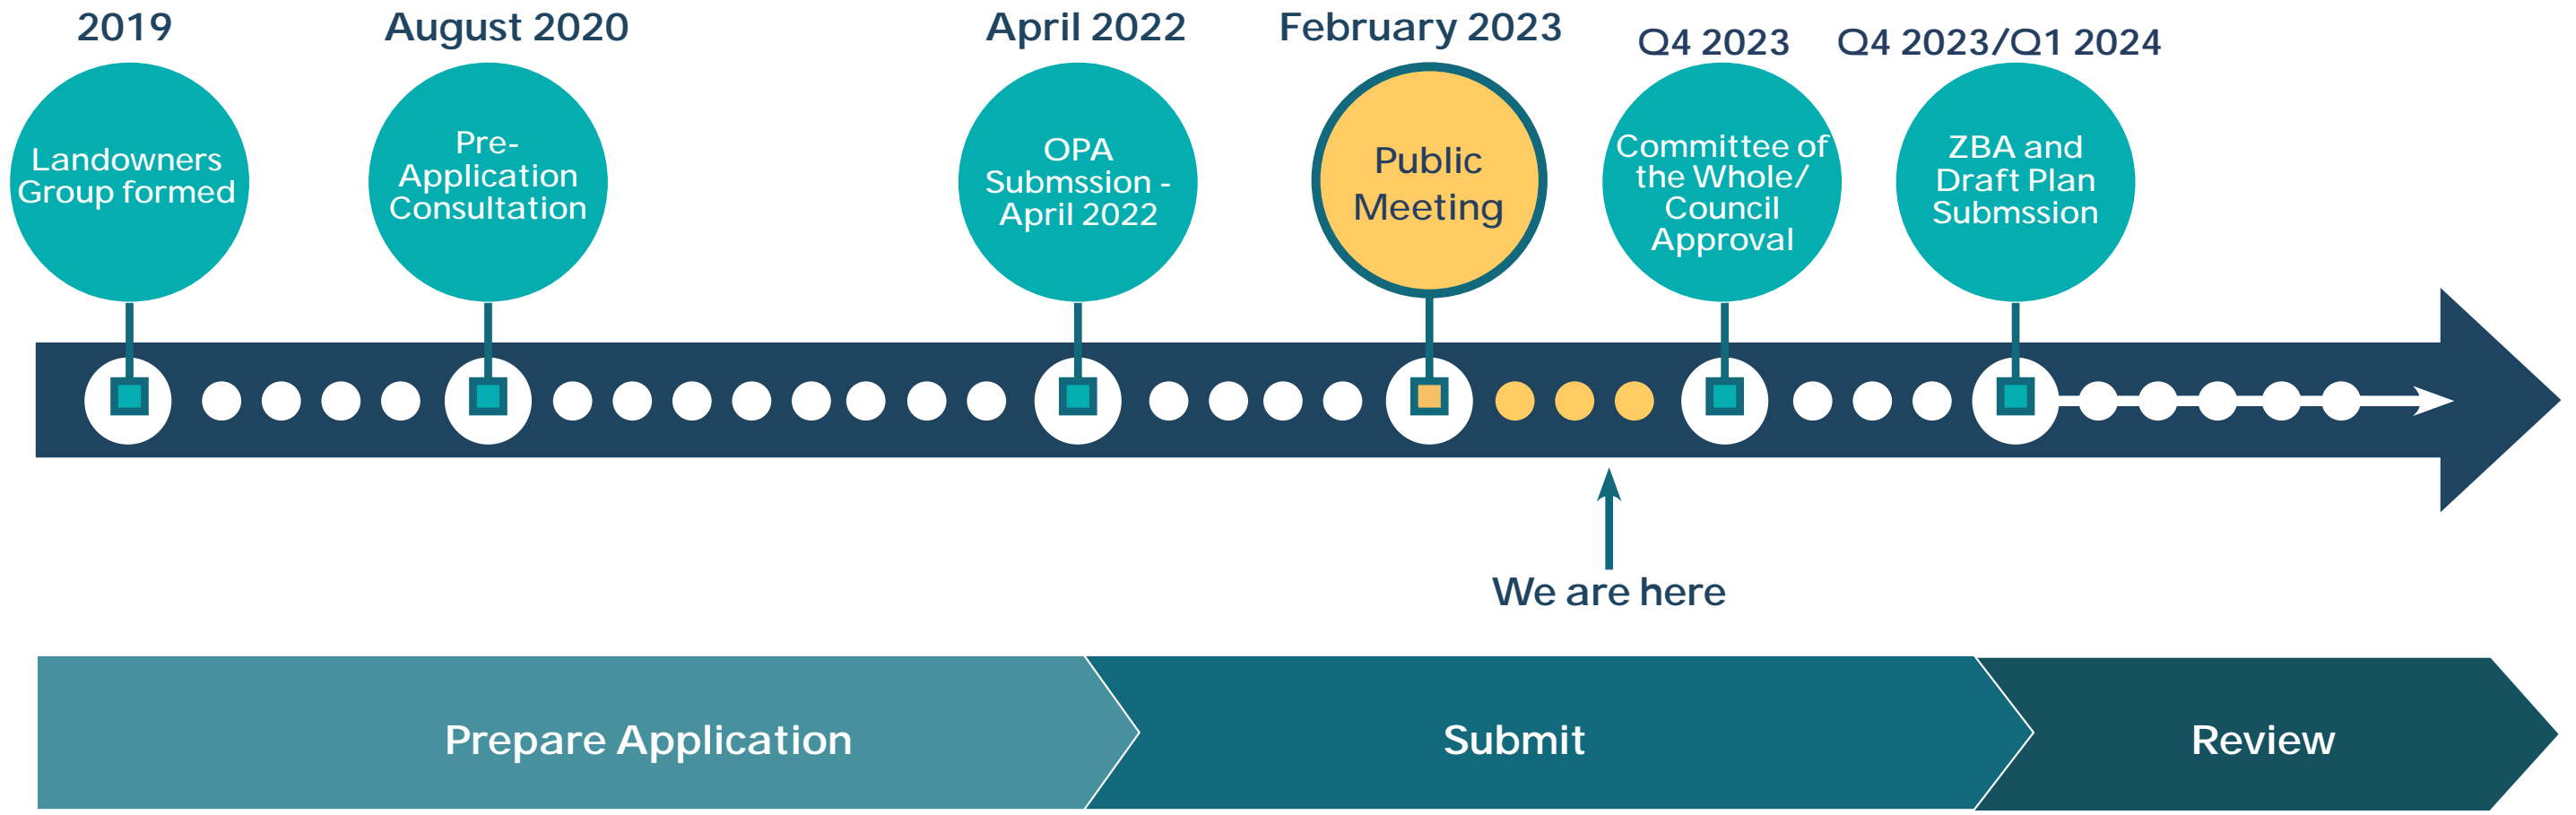 2019
August 2020
April 2022
February 2023
Q4 2023
Q4 2023/Q1 2024
Landowners
Group formed
Pre-
Application
Consultation
OPA
Submssion -
April 2022
Public
Meeting
Committee of
the Whole/
Council
Approval
ZBA and
Draft Plan
Submssion
We are here
Prepare Application
Submit
Review